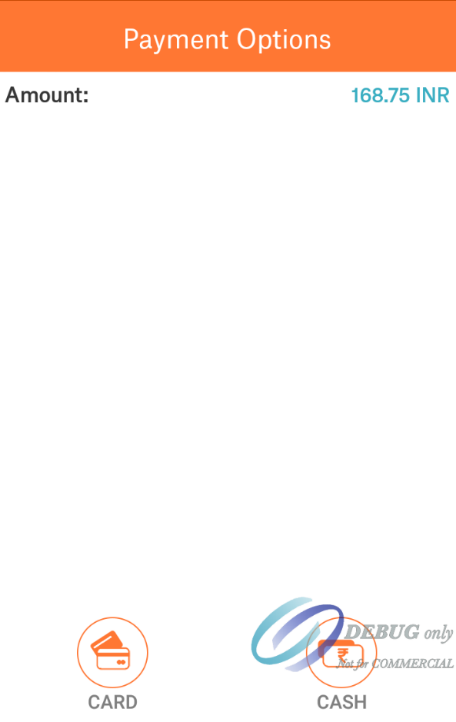 Payment Options
Amount: 168.75 INR
DEBUG only
Not for COMMERCIAL
CARD CASH